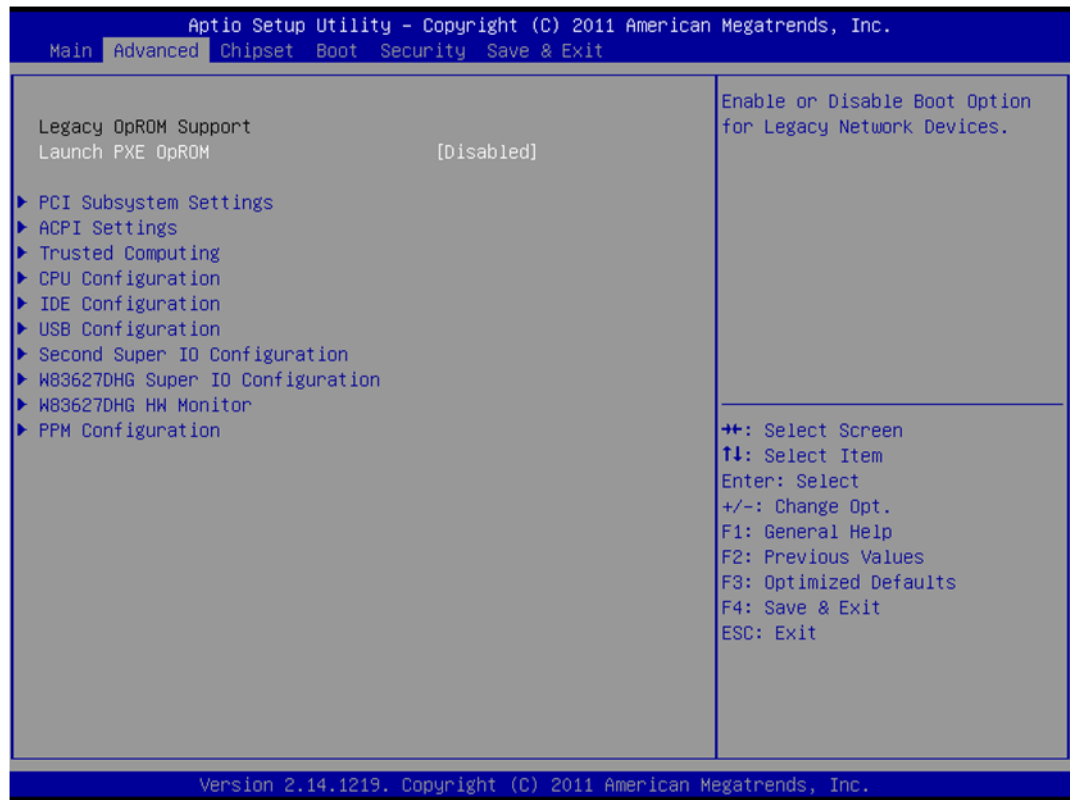 Aptio Setup Utility – Copyright (C) 2011 American Megatrends, Inc.
Main Advanced Chipset Boot Security Save & Exit
Legacy OpROM Support
Launch PXE OpROM [Disabled]
▶ PCI Subsystem Settings
▶ ACPI Settings
▶ Trusted Computing
▶ CPU Configuration
▶ IDE Configuration
▶ USB Configuration
▶ Second Super IO Configuration
▶ W83627DHG Super IO Configuration
▶ W83627DHG HW Monitor
▶ PPM Configuration
Enable or Disable Boot Option
for Legacy Network Devices.
→←: Select Screen
↑↓: Select Item
Enter: Select
+/-: Change Opt.
F1: General Help
F2: Previous Values
F3: Optimized Defaults
F4: Save & Exit
ESC: Exit
Version 2.14.1219. Copyright (C) 2011 American Megatrends, Inc.